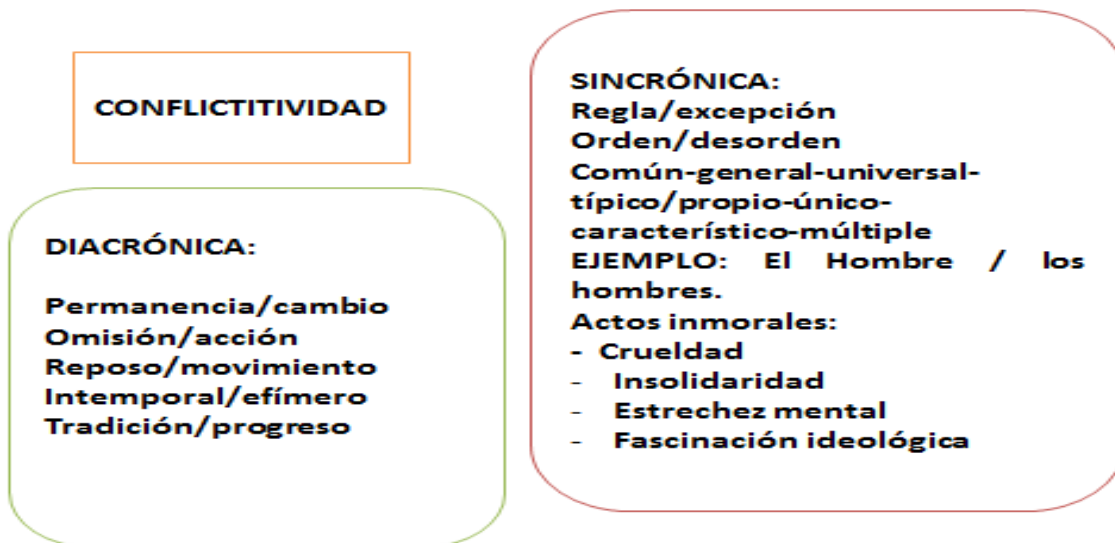 CONFLICTITIVIDAD
DIACRÓNICA:
Permanencia/cambio
Omisión/acción
Reposo/movimiento
Intemporal/efímero
Tradición/progreso
SINCRÓNICA:
Regla/excepción
Orden/desorden
Común-general-universal-
típico/propio-único-
característico-múltiple
EJEMPLO: El Hombre / los
hombres.
Actos inmorales:
- Crueldad
- Insolidaridad
- Estrechez mental
- Fascinación ideológica